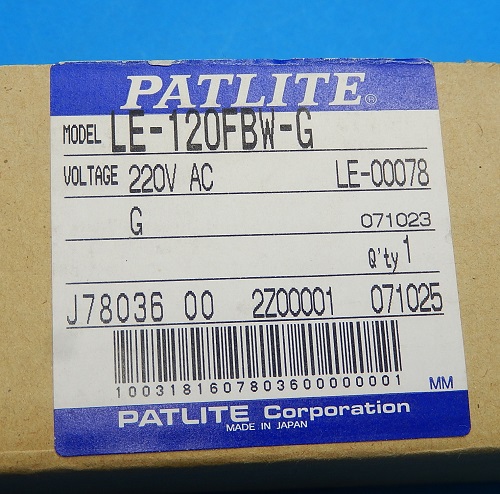 PATLITE®
MODEL LE-120FBW-G
VOLTAGE 220V AC LE-00078
G 071023
Q'ty 1
J78036 00 2Z00001 071025
1003181607803600000001 MM
PATLITE Corporation
MADE IN JAPAN